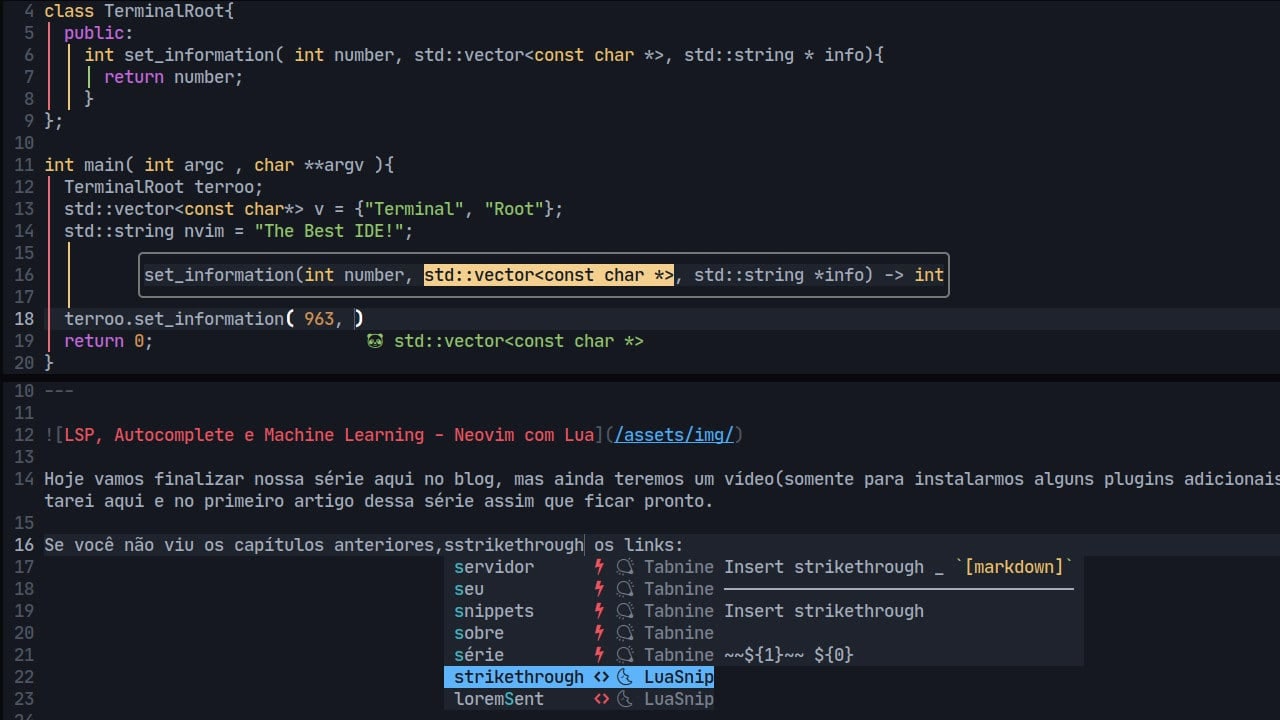 4 class TerminalRoot{
5   public:
6     int set_information( int number, std::vector<const char *>, std::string * info){
7       return number;
8     }
9 };
10
11 int main( int argc , char **argv ){
12   TerminalRoot terroo;
13   std::vector<const char*> v = {"Terminal", "Root"};
14   std::string nvim = "The Best IDE!";
15
16 set_information(int number, std::vector<const char *>, std::string *info) -> int
17
18   terroo.set_information( 963, )
19   return 0; 🐼 std::vector<const char *>
20 }
10 ---
11
12 ![LSP, Autocomplete e Machine Learning - Neovim com Lua](/assets/img/)
13
14 Hoje vamos finalizar nossa série aqui no blog, mas ainda teremos um vídeo(somente para instalarmos alguns plugins adicionais
tarei aqui e no primeiro artigo dessa série assim que ficar pronto.
15
16 Se você não viu os capitulos anteriores,sstrikethrough os links:
17 servidor Tabnine Insert strikethrough _ `[markdown]`
18 seu Tabnine
19 snippets Tabnine Insert strikethrough
20 sobre Tabnine
21 série Tabnine ~~${1}~~ ${0}
22 strikethrough <> LuaSnip
23 loremSent <> LuaSnip